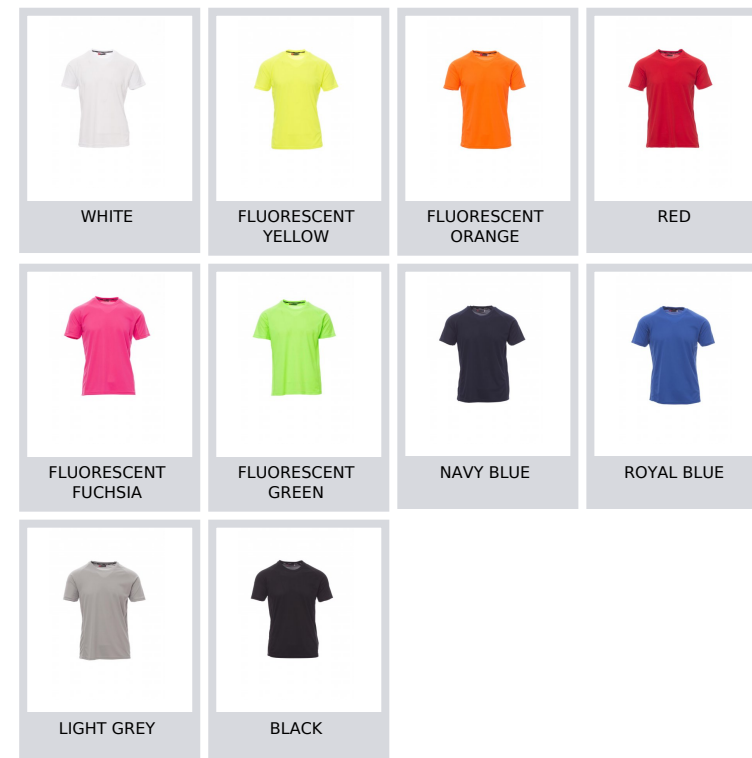 WHITE
FLUORESCENT
YELLOW
FLUORESCENT
ORANGE
RED
FLUORESCENT
FUCHSIA
FLUORESCENT
GREEN
NAVY BLUE
ROYAL BLUE
LIGHT GREY
BLACK